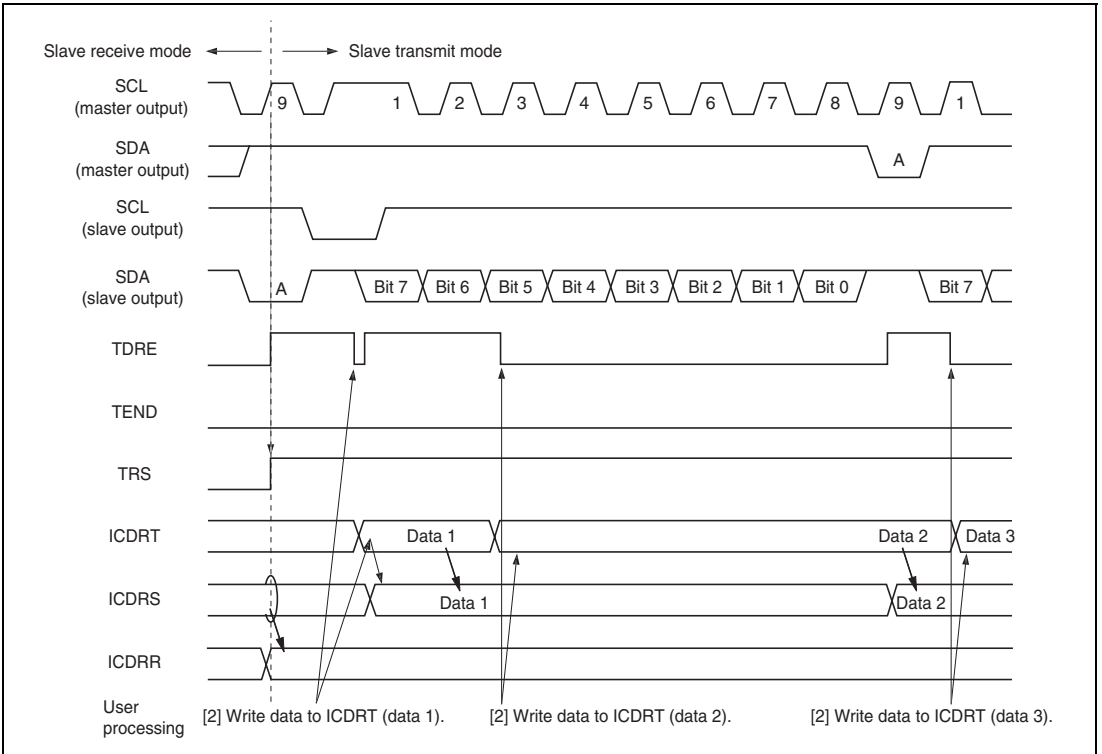 Slave receive mode Slave transmit mode
SCL
(master output)
9 1 2 3 4 5 6 7 8 9 1
SDA
(master output)
A
SCL
(slave output)
SDA
(slave output)
A Bit 7 Bit 6 Bit 5 Bit 4 Bit 3 Bit 2 Bit 1 Bit 0 Bit 7
TDRE
TEND
TRS
ICDRT
Data 1 Data 2 Data 3
ICDRS
Data 1 Data 2
ICDRR
User
processing
[2] Write data to ICDRT (data 1). [2] Write data to ICDRT (data 2). [2] Write data to ICDRT (data 3).